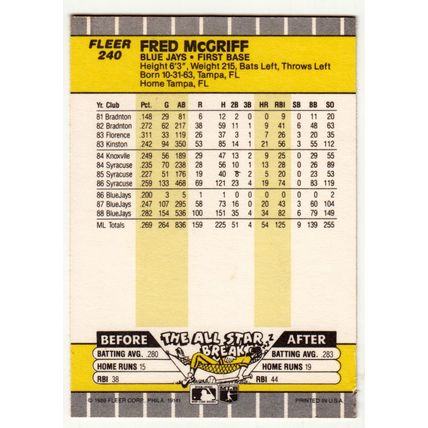 FLEER FRED McGRIFF
240 BLUE JAYS • FIRST BASE
Height 6'3", Weight 215, Bats Left, Throws Left
Born 10-31-63, Tampa, FL
Home Tampa, FL
Yr. Club Pct. G AB R H 2B 3B HR RBI SB BB SO
81 Bradnton .148 29 81 6 12 2 0 0 9 0 11 20
82 Bradnton .272 62 217 38 59 11 1 9 41 6 48 63
83 Florence .311 33 119 26 37 3 1 7 26 3 20 35
83 Kinston .242 94 350 53 85 14 1 21 56 3 55 112
84 Knoxvlle .249 56 189 29 47 13 2 9 25 0 29 55
84 Syracuse .235 70 238 28 56 10 1 13 28 0 26 89
85 Syracuse .227 51 176 19 40 8 2 5 20 0 23 53
86 Syracuse .259 133 468 69 121 23 4 19 74 0 83 119
86 BlueJays .200 3 5 1 1 0 0 0 0 0 0 2
87 BlueJays .247 107 295 58 73 16 0 20 43 3 60 104
88 BlueJays .282 154 536 100 151 35 4 34 82 6 79 149
ML Totals .269 264 836 159 225 51 4 54 125 9 139 255
BEFORE THE ALL STAR BREAK AFTER
BATTING AVG. .280 BATTING AVG. .283
HOME RUNS 15 HOME RUNS 19
RBI 38 RBI 44
© 1989 FLEER CORP. PHILA. 19141 PRINTED IN U.S.A.